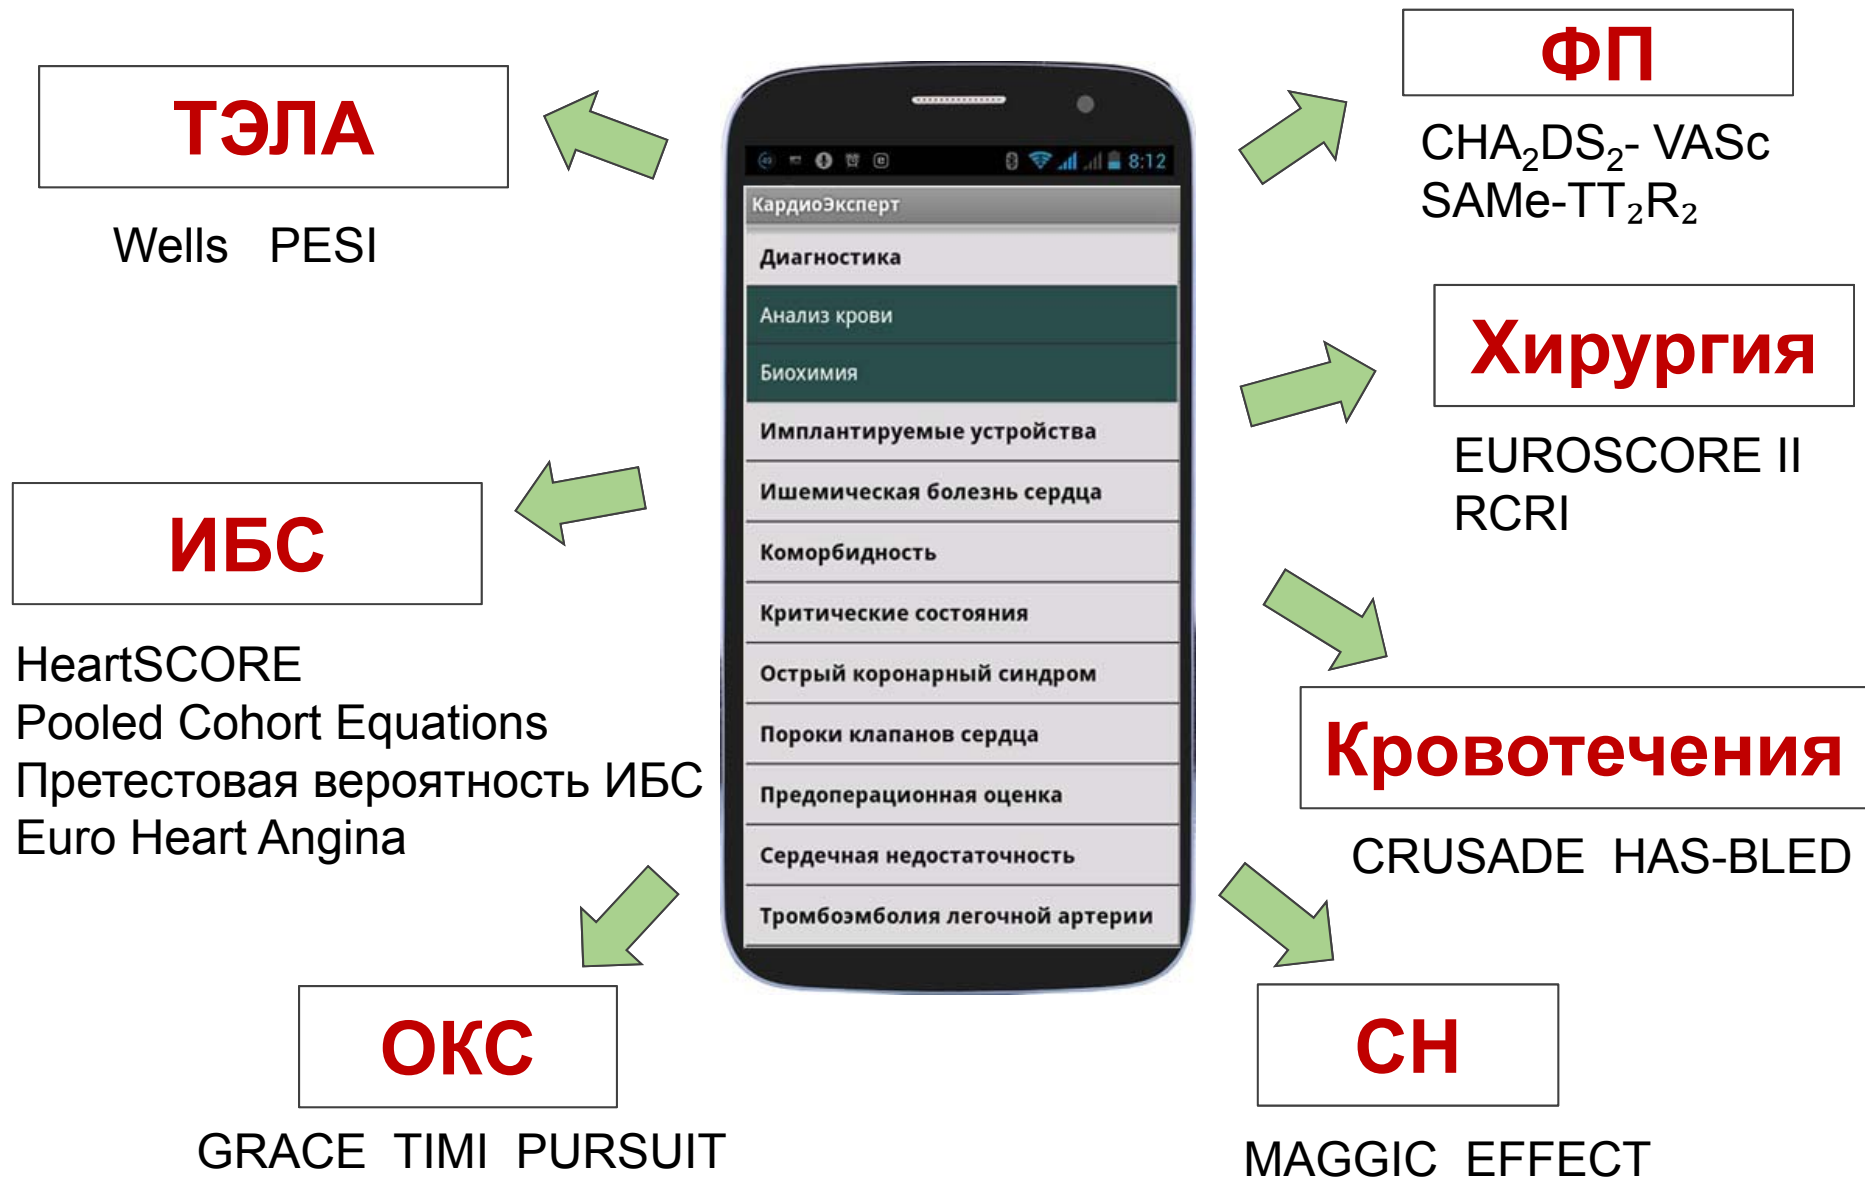 ТЭЛА
Wells PESI
ИБС
HeartSCORE
Pooled Cohort Equations
Претестовая вероятность ИБС
Euro Heart Angina
ОКС
GRACE TIMI PURSUIT
8:12
КардиоЭксперт
Диагностика
Анализ крови
Биохимия
Имплантируемые устройства
Ишемическая болезнь сердца
Коморбидность
Критические состояния
Острый коронарный синдром
Пороки клапанов сердца
Предоперационная оценка
Сердечная недостаточность
Тромбоэмболия легочной артерии
ФП
CHA₂DS₂- VASc
SAMe-TT₂R₂
Хирургия
EUROSCORE II
RCRI
Кровотечения
CRUSADE HAS-BLED
СН
MAGGIC EFFECT